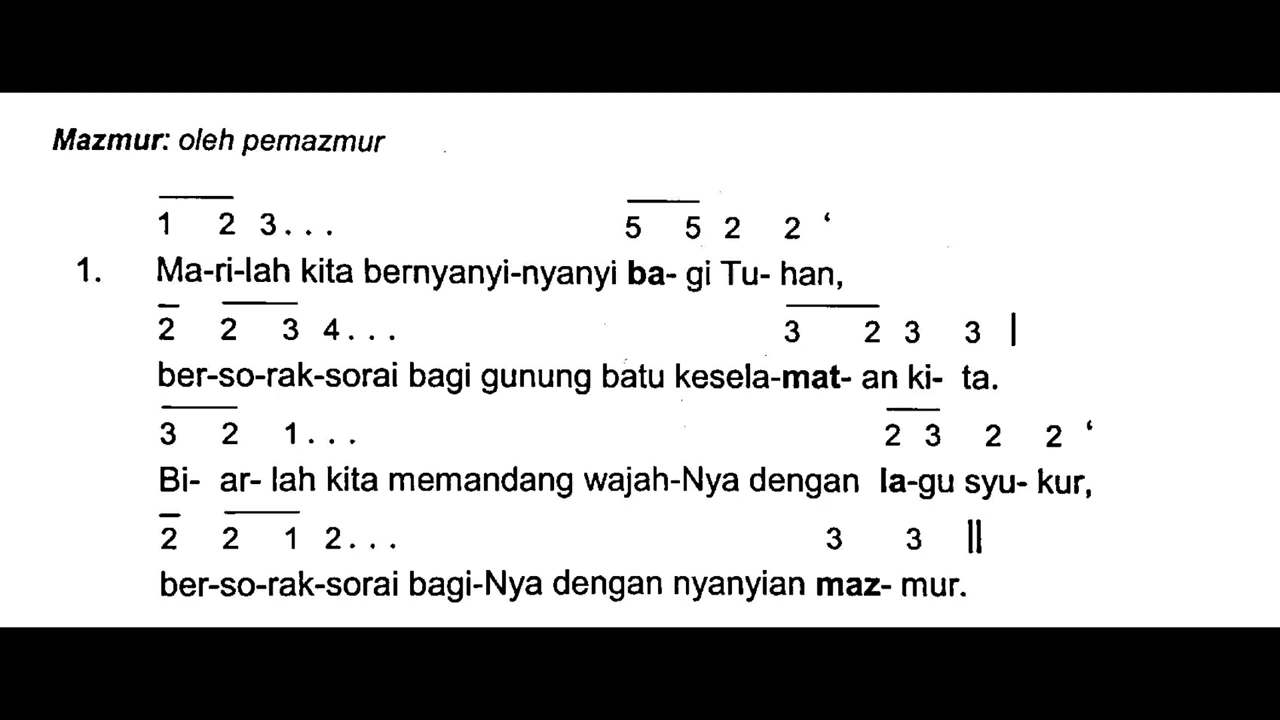 Mazmur: oleh pemazmur
1 2 3... 5 5 2 2 ‘
1. Ma-ri-lah kita bernyanyi-nyanyi ba- gi Tu- han,
2 2 3 4... 3 2 3 3 |
ber-so-rak-sorai bagi gunung batu kesela-mat- an ki- ta.
3 2 1... 2 3 2 2 ‘
Bi- ar- lah kita memandang wajah-Nya dengan la-gu syu- kur,
2 2 1 2... 3 3 ||
ber-so-rak-sorai bagi-Nya dengan nyanyian maz- mur.